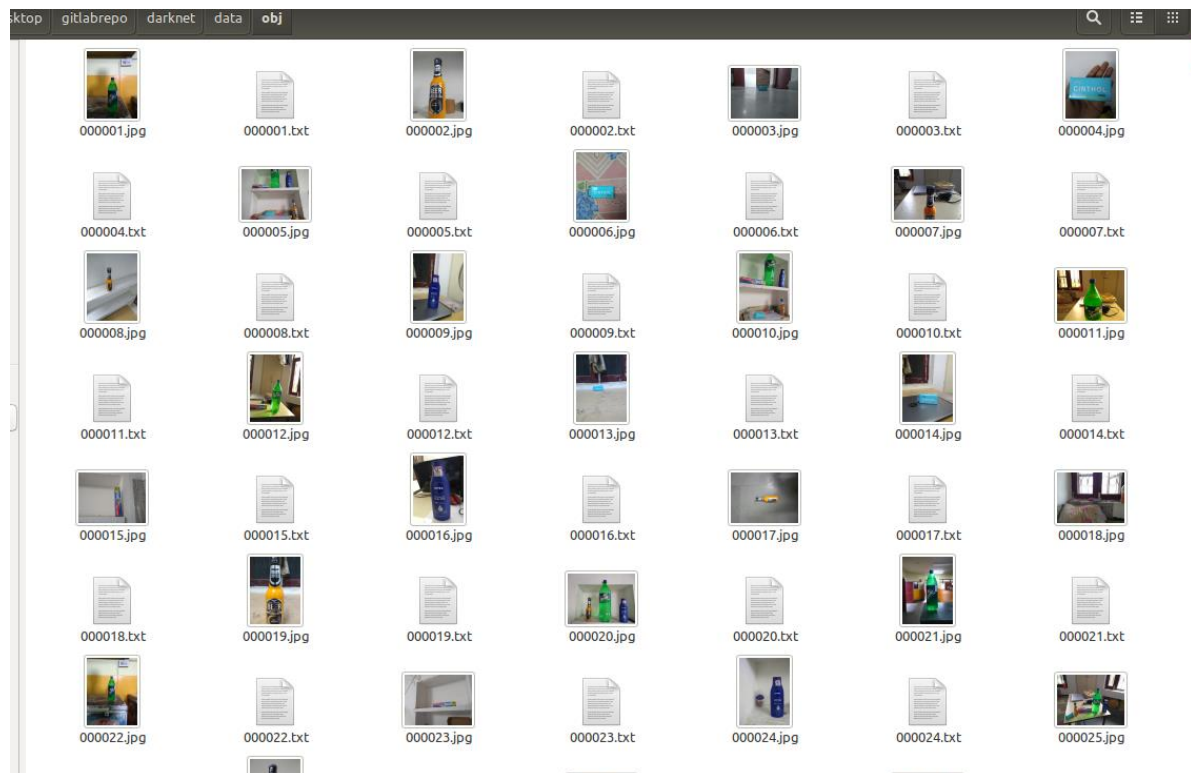 sktop gitlabrepo darknet data obj
000001.jpg 000001.txt 000002.jpg 000002.txt 000003.jpg 000003.txt CINTHOL 000004.jpg
000004.txt 000005.jpg 000005.txt 000006.jpg 000006.txt 000007.jpg 000007.txt
000008.jpg 000008.txt 000009.jpg 000009.txt 000010.jpg 000010.txt 000011.jpg
000011.txt 000012.jpg 000012.txt 000013.jpg 000013.txt 000014.jpg 000014.txt
000015.jpg 000015.txt 000016.jpg 000016.txt 000017.jpg 000017.txt 000018.jpg
000018.txt 000019.jpg 000019.txt 000020.jpg 000020.txt 000021.jpg 000021.txt
000022.jpg 000022.txt 000023.jpg 000023.txt 000024.jpg 000024.txt 000025.jpg